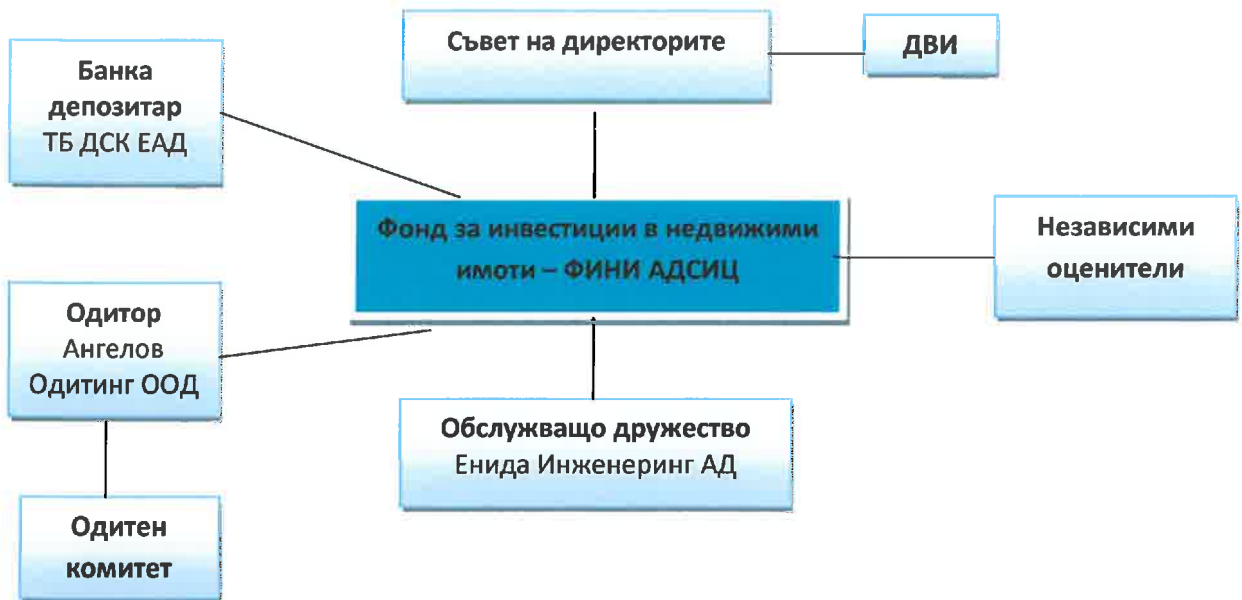 Съвет на директорите
ДВИ
Банка
депозитар
ТБ ДСК ЕАД
Фонд за инвестиции в недвижими
имоти – ФИНИ АДСИЦ
Независими
оценители
Одитор
Ангелов
Одитинг ООД
Обслужващо дружество
Енида Инженеринг АД
Одитен
комитет